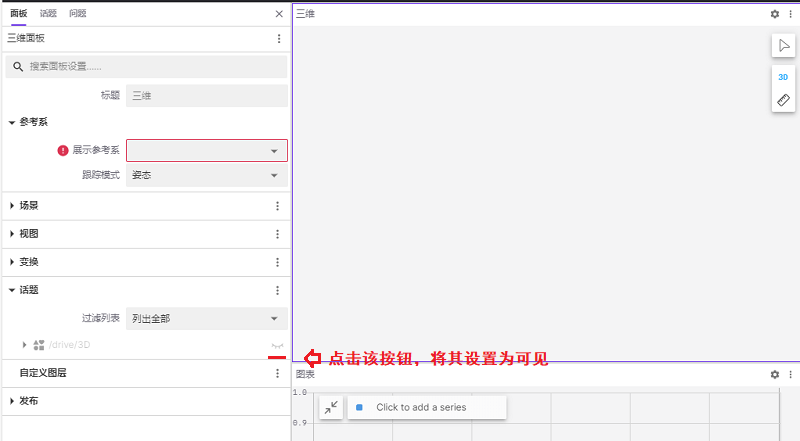 面板 话题 问题
三维面板
搜索面板设置......
标题 三维
参考系
展示参考系
跟踪模式 姿态
场景
视图
变换
话题
过滤列表 列出全部
/drive/3D
自定义图层
发布
三维
3D
点击该按钮，将其设置为可见
图表
1.0
Click to add a series
0.9